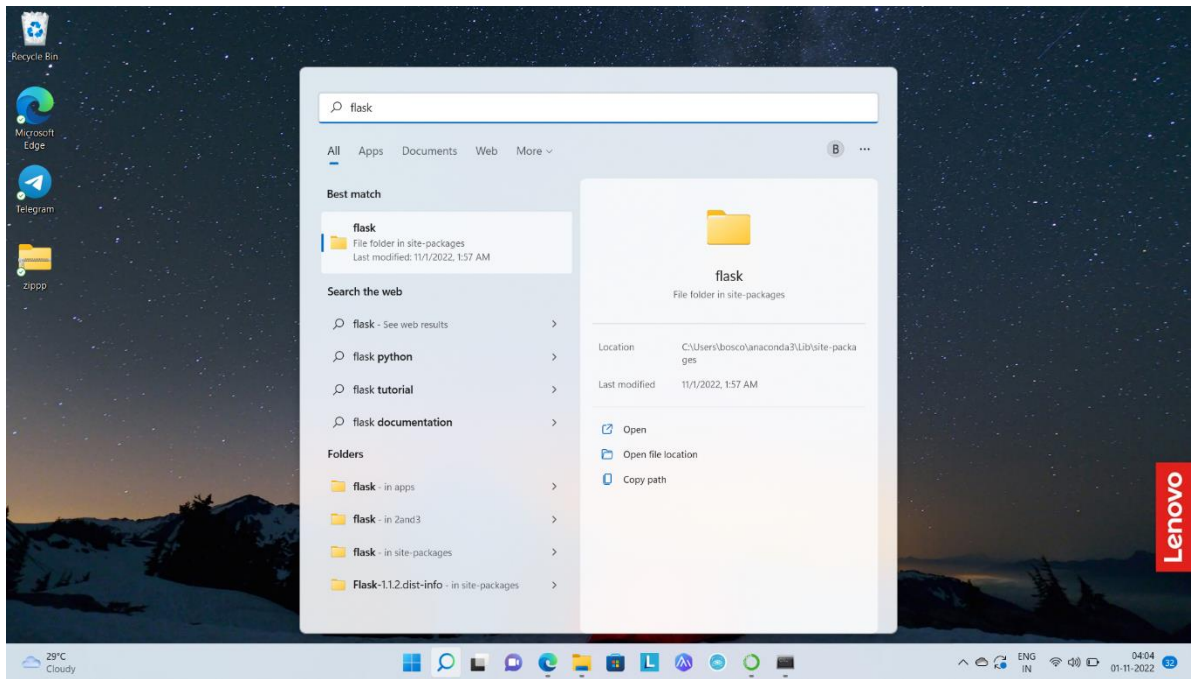 Recycle Bin
Microsoft
Edge
Telegram
zippp
flask
All Apps Documents Web More
B ...
Best match
flask
File folder in site-packages
Last modified: 11/1/2022, 1:57 AM
Search the web
flask - See web results
flask python
flask tutorial
flask documentation
Folders
flask - in apps
flask - in 2and3
flask - in site-packages
Flask-1.1.2.dist-info - in site-packages
flask
File folder in site-packages
Location C:\Users\bosco\anaconda3\Lib\site-packa
ges
Last modified 11/1/2022, 1:57 AM
Open
Open file location
Copy path
Lenovo
29°C
Cloudy
L
ENG
IN
04:04
01-11-2022
32